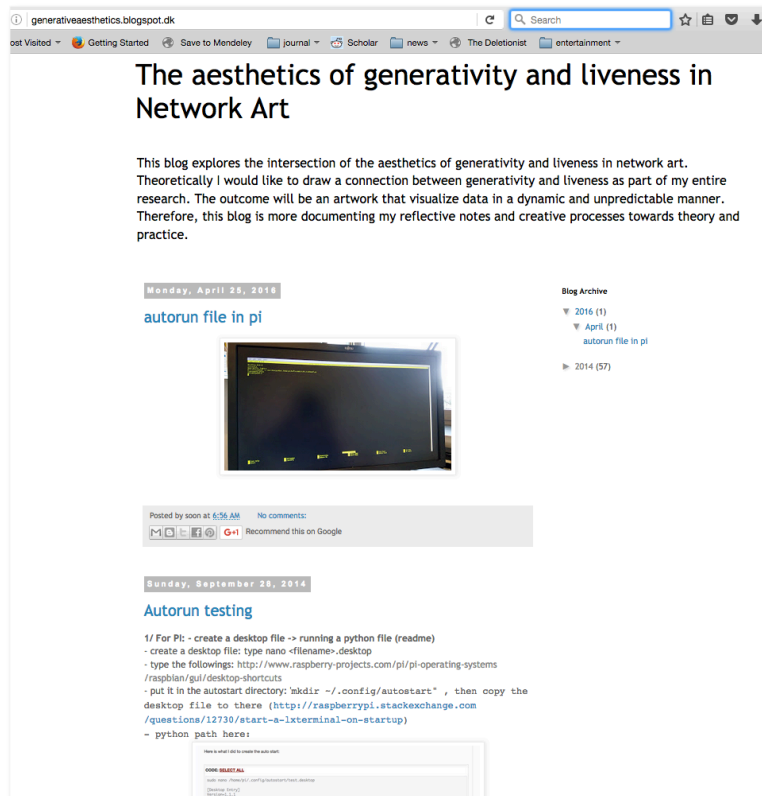 generativeaesthetics.blogspot.dk
Search
ost Visited
Getting Started
Save to Mendeley
journal
Scholar
news
The Deletionist
entertainment
The aesthetics of generativity and liveness in
Network Art
This blog explores the intersection of the aesthetics of generativity and liveness in network art.
Theoretically I would like to draw a connection between generativity and liveness as part of my entire
research. The outcome will be an artwork that visualize data in a dynamic and unpredictable manner.
Therefore, this blog is more documenting my reflective notes and creative processes towards theory and
practice.
Monday, April 25, 2016
autorun file in pi
Posted by soon at 6:56 AM No comments:
G+1 Recommend this on Google
Blog Archive
▼ 2016 (1)
▼ April (1)
autorun file in pi
► 2014 (57)
Sunday, September 28, 2014
Autorun testing
1/ For PI: - create a desktop file -> running a python file (readme)
- create a desktop file: type nano <filename>.desktop
- type the followings: http://www.raspberry-projects.com/pi/pi-operating-systems
/raspbian/gui/desktop-shortcuts
- put it in the autostart directory: 'mkdir ~/.config/autostart" , then copy the
desktop file to there (http://raspberrypi.stackexchange.com
/questions/12730/start-a-lxterminal-on-startup)
- python path here:
Here is what I did to create the auto start:
CODE: SELECT ALL
[Desktop Entry]